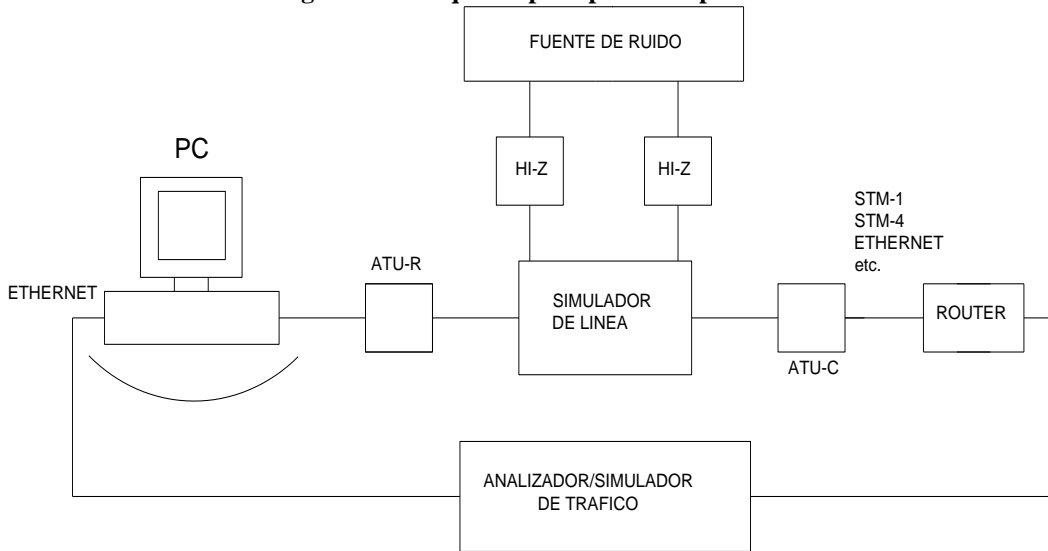 FUENTE DE RUIDO
PC
HI-Z
HI-Z
STM-1
STM-4
ETHERNET
etc.
ATU-R
ETHERNET
SIMULADOR
DE LINEA
ROUTER
ATU-C
ANALIZADOR/SIMULADOR
DE TRAFICO